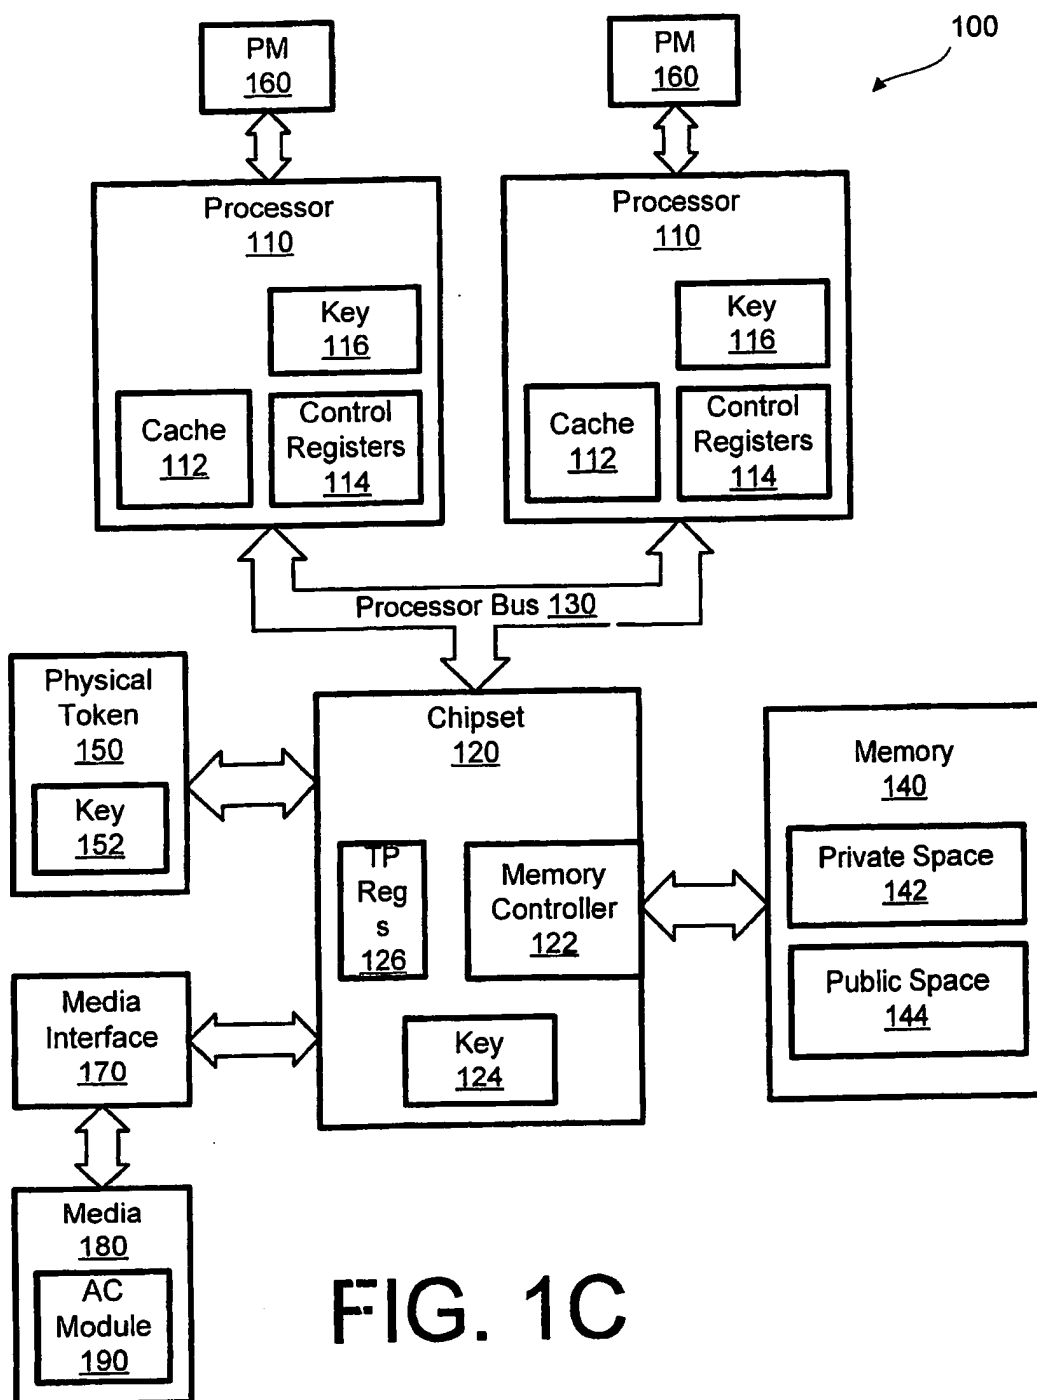 100
PM
160
PM
160
Processor
110
Key
116
Cache
112
Control
Registers
114
Processor
110
Key
116
Cache
112
Control
Registers
114
Processor Bus 130
Physical
Token
150
Key
152
Chipset
120
TP
Reg
s
126
Memory
Controller
122
Key
124
Memory
140
Private Space
142
Public Space
144
Media
Interface
170
Media
180
AC
Module
190
FIG. 1C